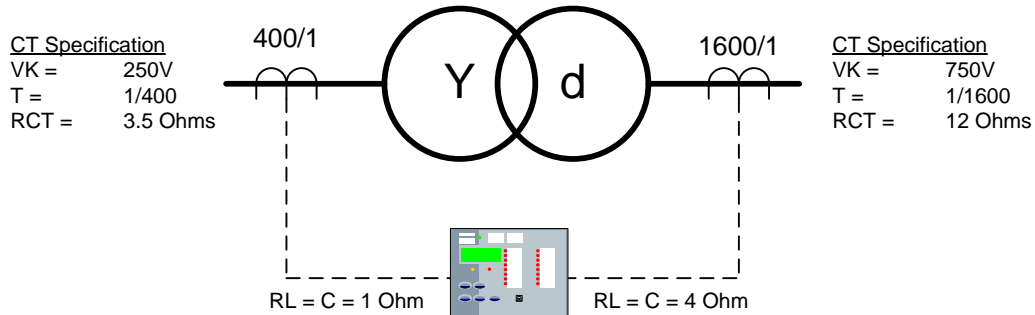 CT Specification
VK = 250V
T = 1/400
RCT = 3.5 Ohms
400/1
Y
d
1600/1
CT Specification
VK = 750V
T = 1/1600
RCT = 12 Ohms
RL = C = 1 Ohm
RL = C = 4 Ohm